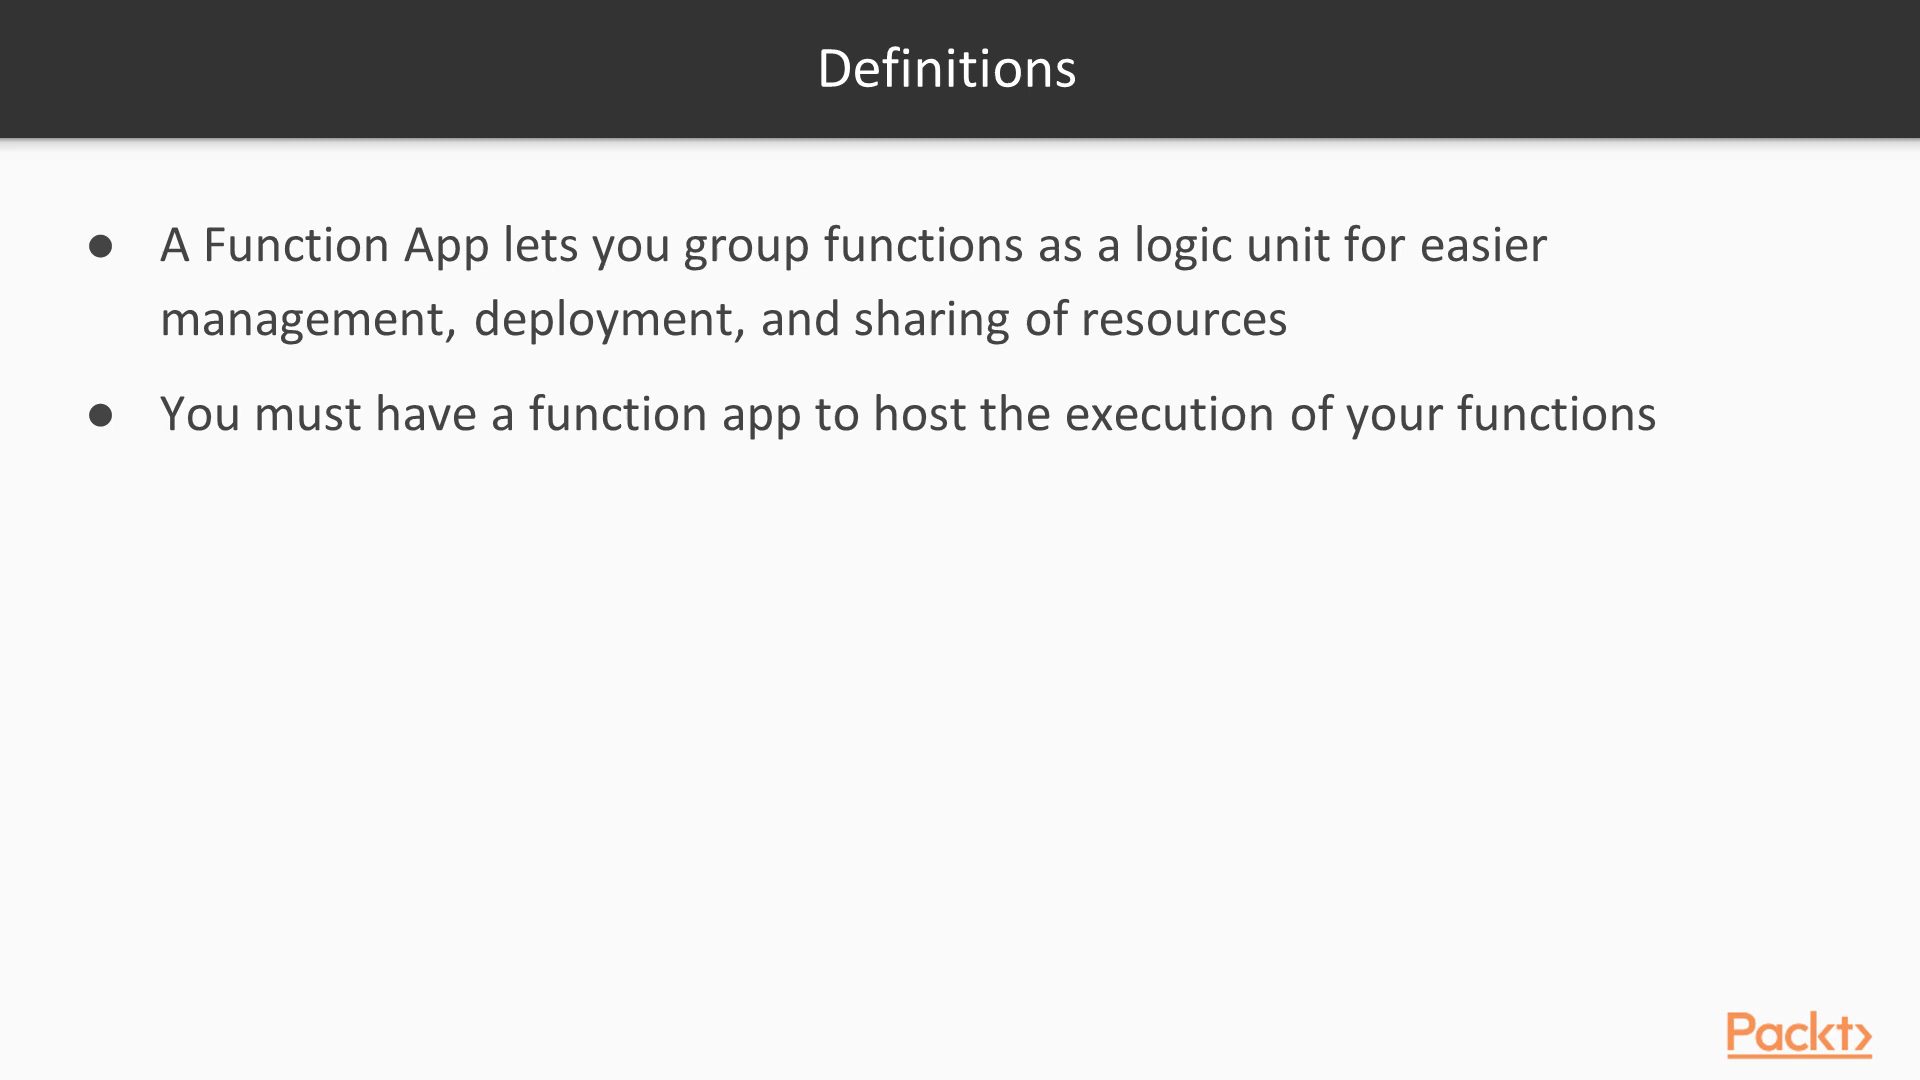 Definitions
● A Function App lets you group functions as a logic unit for easier
management, deployment, and sharing of resources
● You must have a function app to host the execution of your functions
Packt>